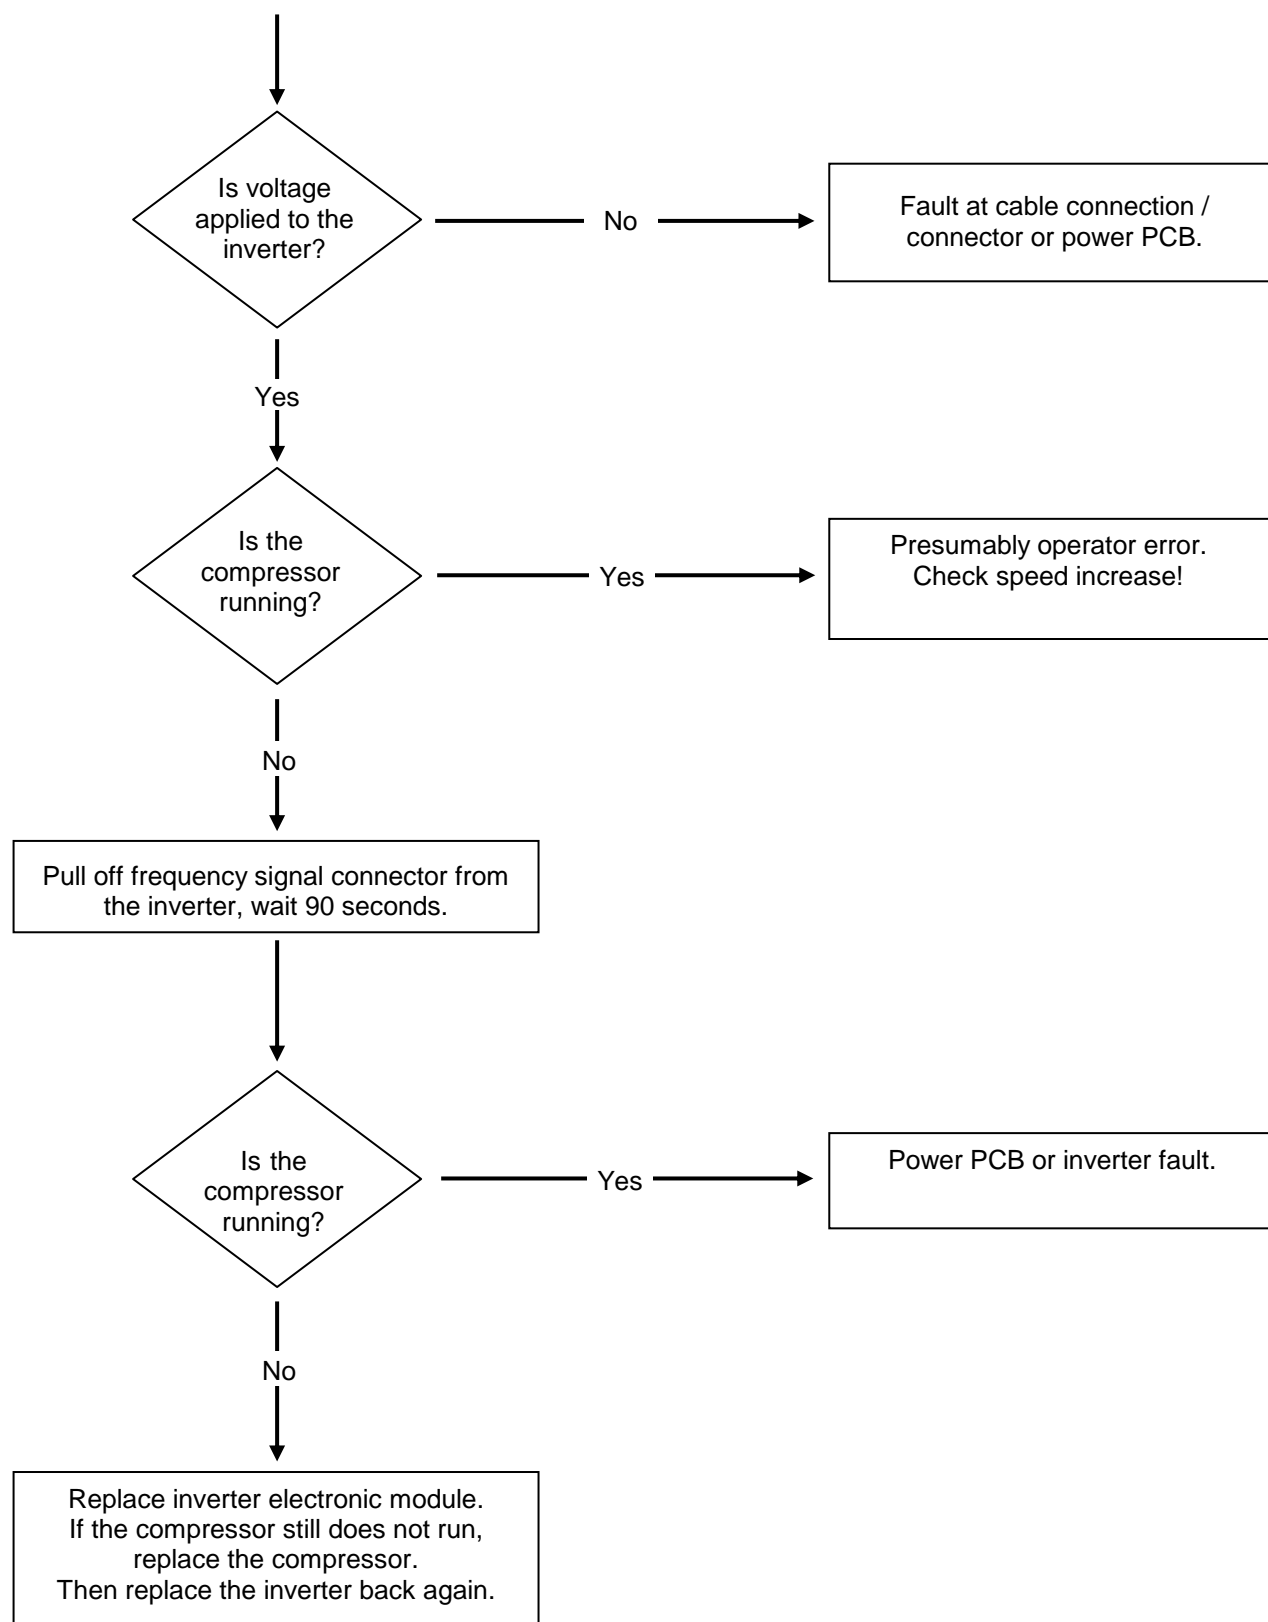 Is voltage
applied to the
inverter?
No
Fault at cable connection /
connector or power PCB.
Yes
Is the
compressor
running?
Yes
Presumably operator error.
Check speed increase!
No
Pull off frequency signal connector from
the inverter, wait 90 seconds.
Is the
compressor
running?
Yes
Power PCB or inverter fault.
No
Replace inverter electronic module.
If the compressor still does not run,
replace the compressor.
Then replace the inverter back again.